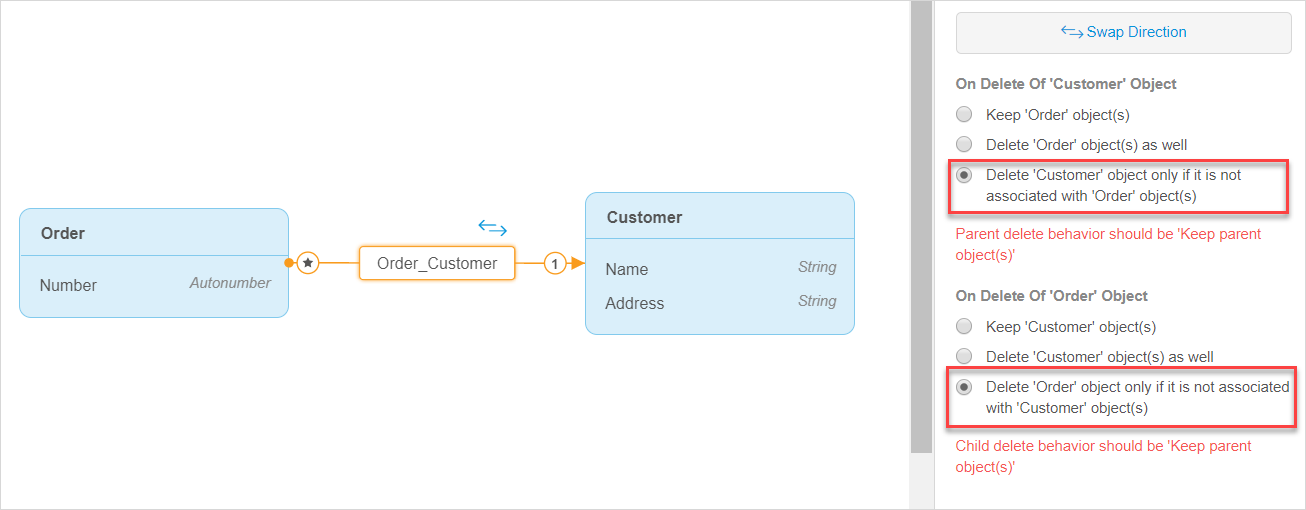 Order
Number Autonumber
Order_Customer
1
Customer
Name String
Address String
Swap Direction
On Delete Of 'Customer' Object
Keep 'Order' object(s)
Delete 'Order' object(s) as well
Delete 'Customer' object only if it is not
associated with 'Order' object(s)
Parent delete behavior should be 'Keep parent
object(s)'
On Delete Of 'Order' Object
Keep 'Customer' object(s)
Delete 'Customer' object(s) as well
Delete 'Order' object only if it is not associated
with 'Customer' object(s)
Child delete behavior should be 'Keep parent
object(s)'